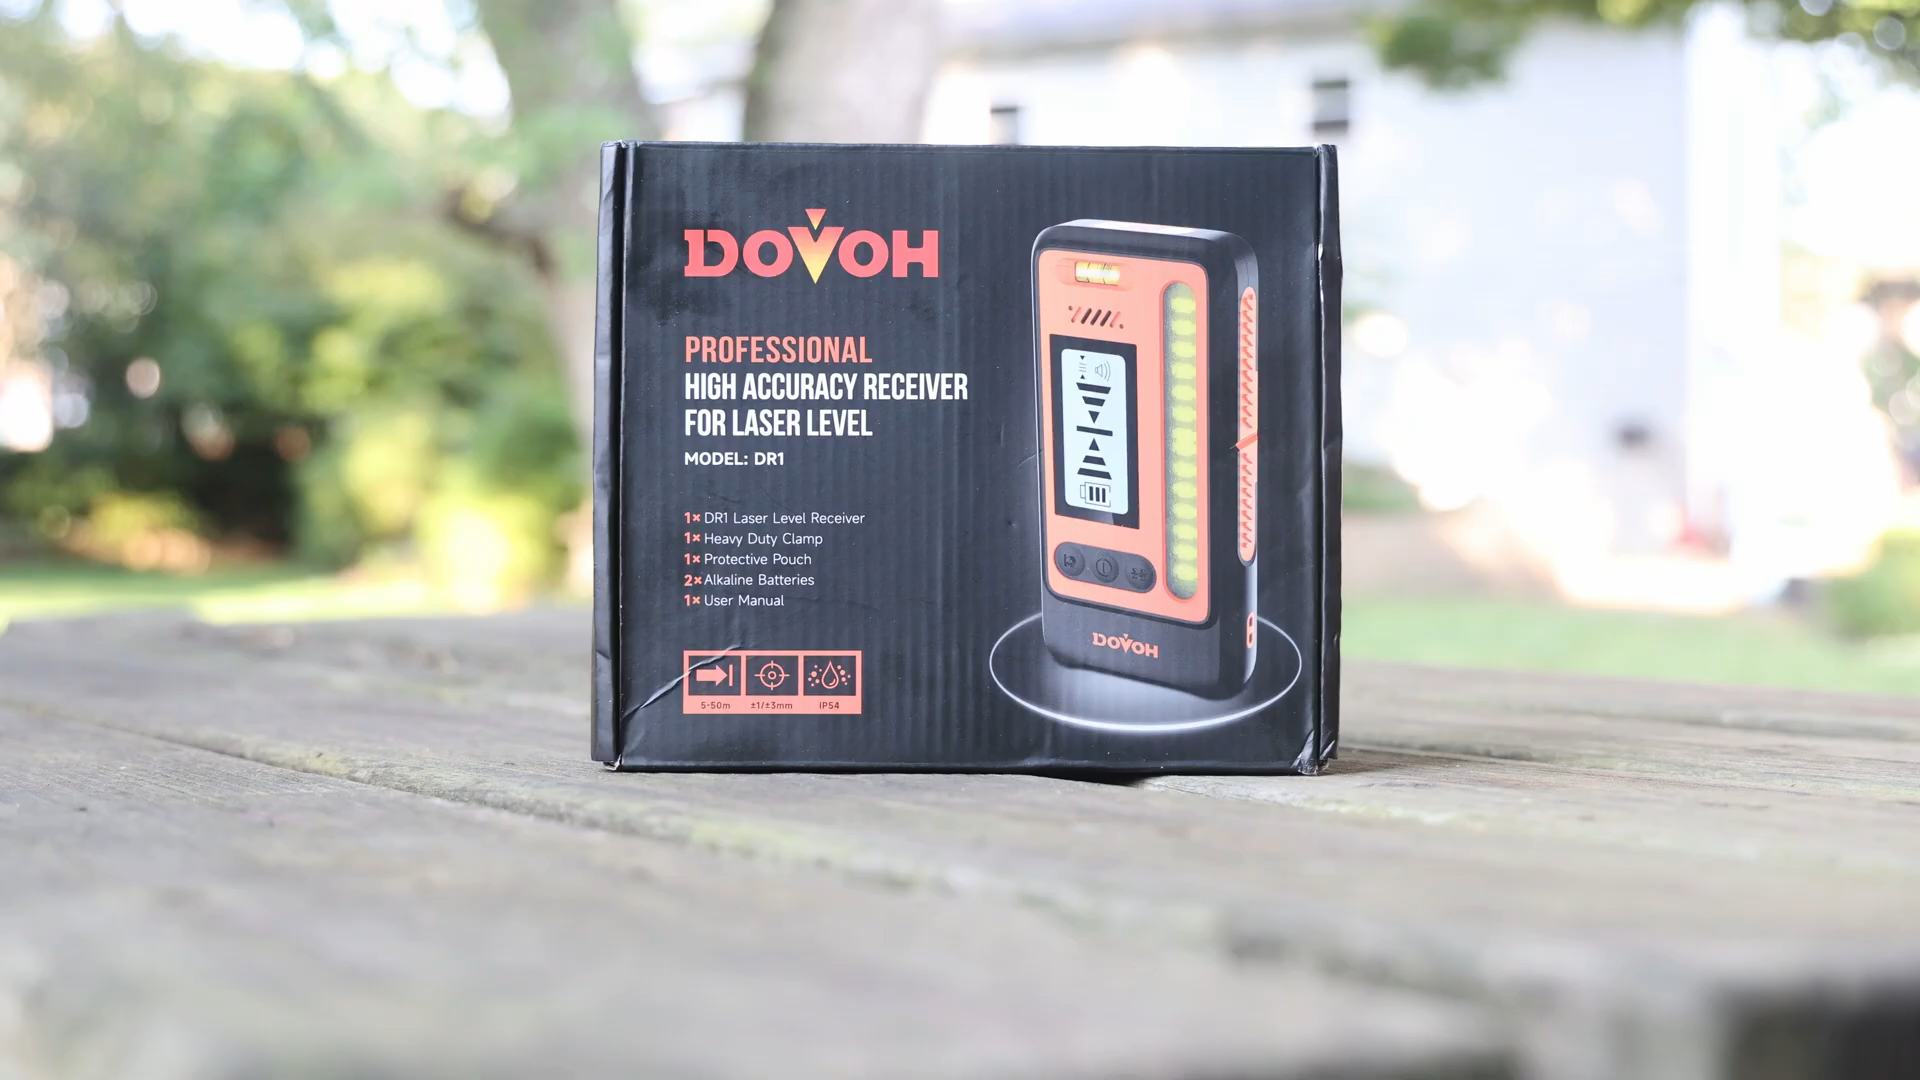 DOVOH
PROFESSIONAL
HIGH ACCURACY RECEIVER
FOR LASER LEVEL
MODEL: DR1
1× DR1 Laser Level Receiver
1× Heavy Duty Clamp
1× Protective Pouch
2× Alkaline Batteries
1× User Manual
5-50m ±1/±3mm IP54
DOVOH